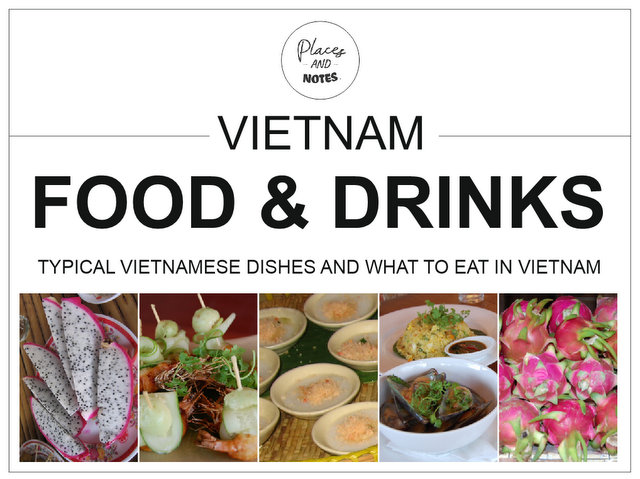 Places
AND
NOTES
VIETNAM
FOOD & DRINKS
TYPICAL VIETNAMESE DISHES AND WHAT TO EAT IN VIETNAM